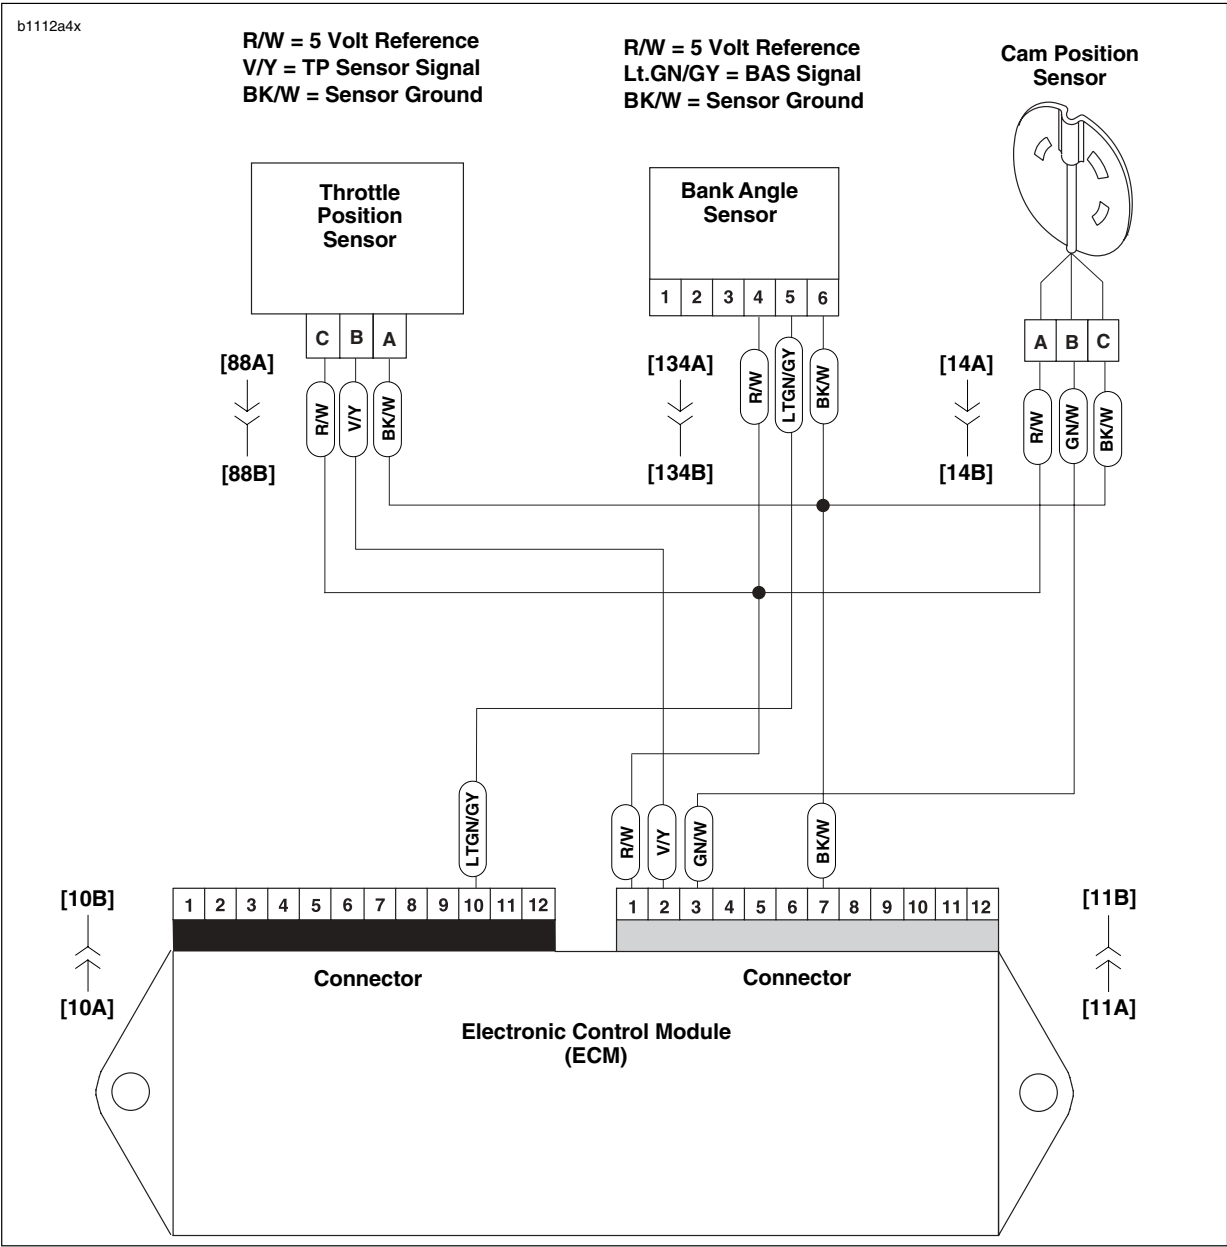 b1112a4x
R/W = 5 Volt Reference
V/Y = TP Sensor Signal
BK/W = Sensor Ground
R/W = 5 Volt Reference
Lt.GN/GY = BAS Signal
BK/W = Sensor Ground
Cam Position
Sensor
Throttle
Position
Sensor
Bank Angle
Sensor
1 2 3 4 5 6
C B A
A B C
[88A]
[88B]
R/W
V/Y
BK/W
[134A]
[134B]
R/W
LTGN/GY
BK/W
[14A]
[14B]
R/W
GN/W
BK/W
LTGN/GY
R/W
V/Y
GN/W
BK/W
[10B]
[10A]
1 2 3 4 5 6 7 8 9 10 11 12
1 2 3 4 5 6 7 8 9 10 11 12
[11B]
[11A]
Connector
Connector
Electronic Control Module
(ECM)